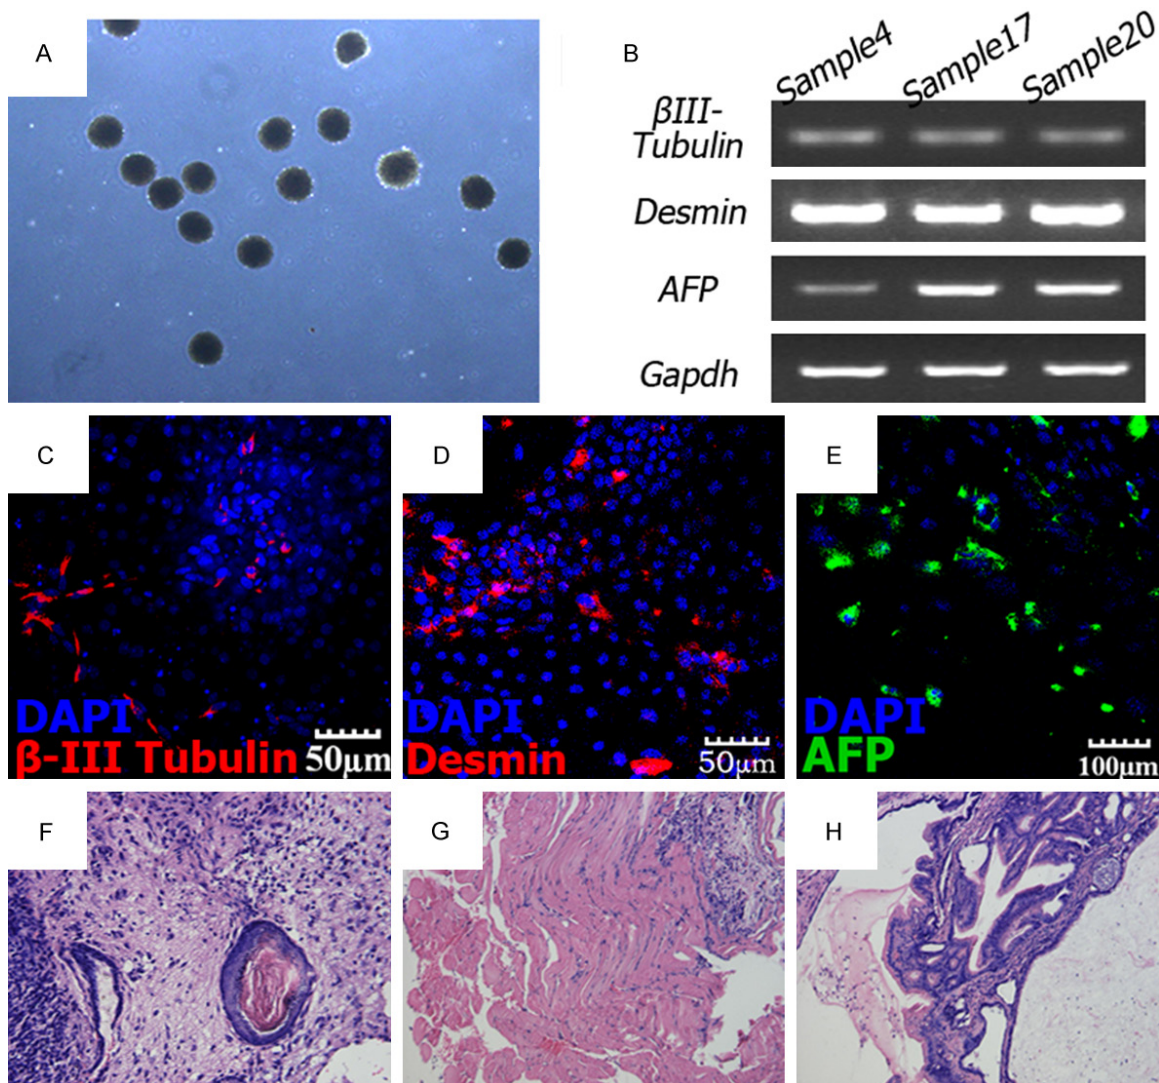 A
B
Sample4 Sample17 Sample20
βIII-
Tubulin
Desmin
AFP
Gapdh
C
DAPI
β-III Tubulin 50μm
D
DAPI
Desmin 50μm
E
DAPI
AFP 100μm
F
G
H